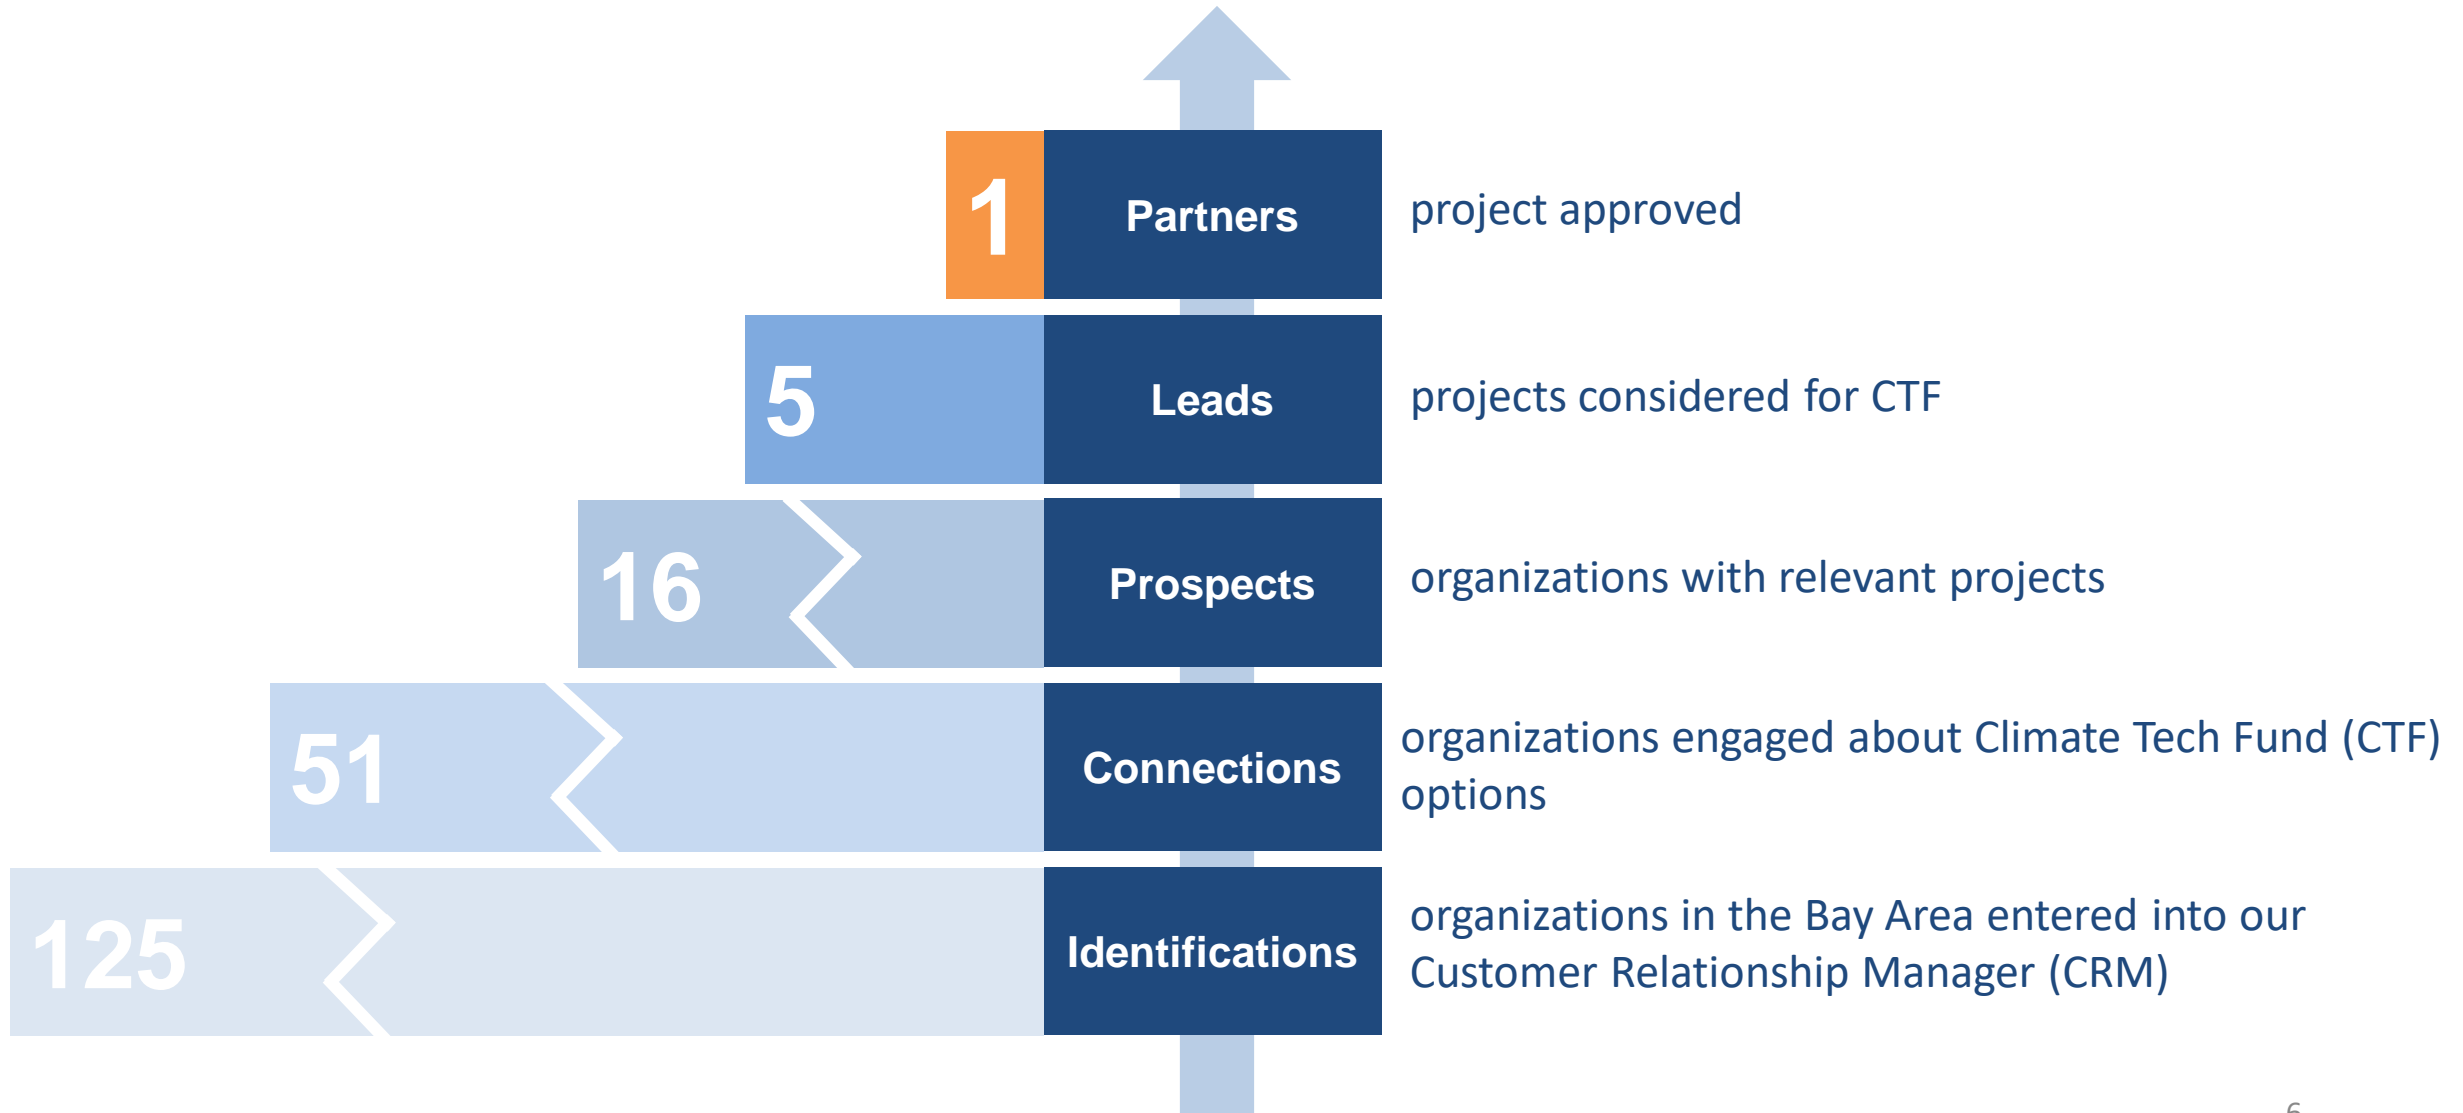 1
Partners
project approved
5
Leads
projects considered for CTF
16
Prospects
organizations with relevant projects
51
Connections
organizations engaged about Climate Tech Fund (CTF)
options
125
Identifications
organizations in the Bay Area entered into our
Customer Relationship Manager (CRM)
6